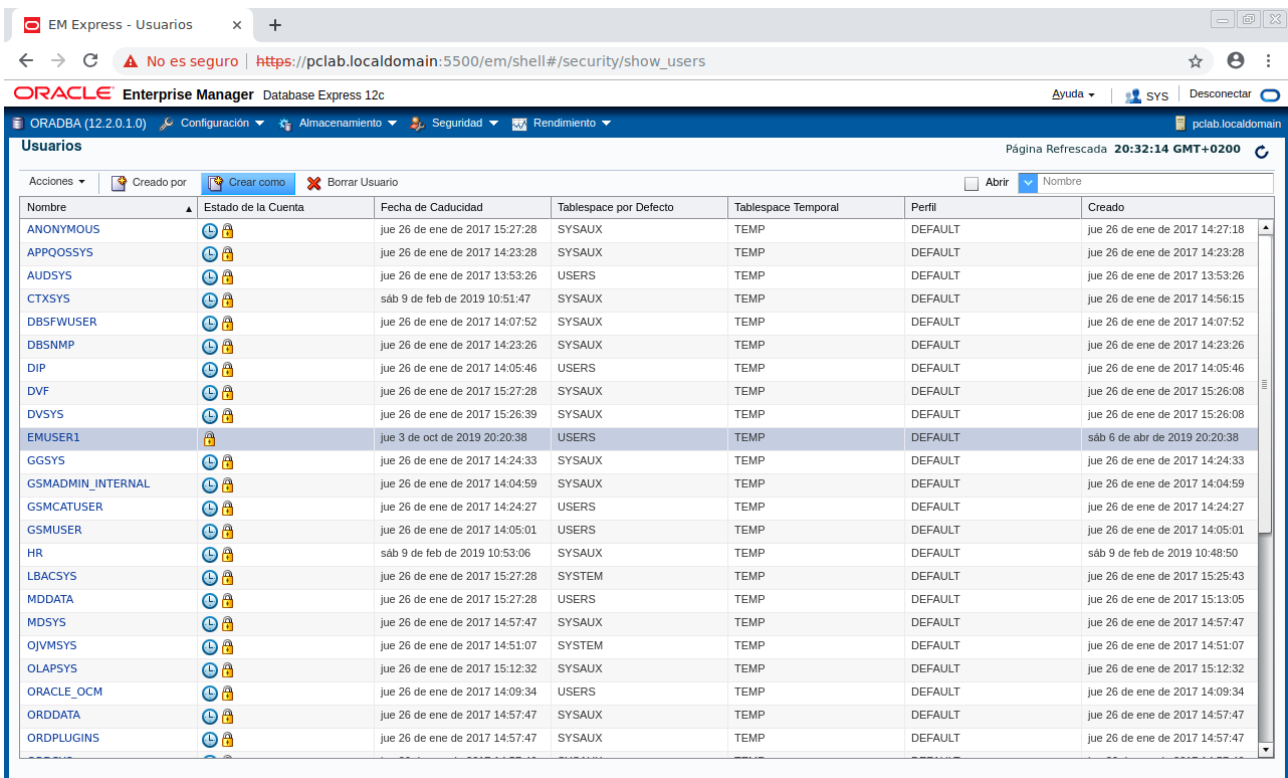 EM Express - Usuarios
No es seguro | https://pclab.localdomain:5500/em/shell#/security/show_users
ORACLE Enterprise Manager Database Express 12c Ayuda SYS Desconectar
ORADBA (12.2.0.1.0) Configuración Almacenamiento Seguridad Rendimiento pclab.localdomain
Usuarios Página Refrescada 20:32:14 GMT+0200
Acciones Creado por Crear como Borrar Usuario Abrir Nombre
Nombre Estado de la Cuenta Fecha de Caducidad Tablespace por Defecto Tablespace Temporal Perfil Creado
ANONYMOUS jue 26 de ene de 2017 15:27:28 SYSAUX TEMP DEFAULT jue 26 de ene de 2017 14:27:18
APPQOSSYS jue 26 de ene de 2017 14:23:28 SYSAUX TEMP DEFAULT jue 26 de ene de 2017 14:23:28
AUDSYS jue 26 de ene de 2017 13:53:26 USERS TEMP DEFAULT jue 26 de ene de 2017 13:53:26
CTXSYS sáb 9 de feb de 2019 10:51:47 SYSAUX TEMP DEFAULT jue 26 de ene de 2017 14:56:15
DBSFWUSER jue 26 de ene de 2017 14:07:52 SYSAUX TEMP DEFAULT jue 26 de ene de 2017 14:07:52
DBSNMP jue 26 de ene de 2017 14:23:26 SYSAUX TEMP DEFAULT jue 26 de ene de 2017 14:23:26
DIP jue 26 de ene de 2017 14:05:46 USERS TEMP DEFAULT jue 26 de ene de 2017 14:05:46
DVF jue 26 de ene de 2017 15:27:28 SYSAUX TEMP DEFAULT jue 26 de ene de 2017 15:26:08
DVSYS jue 26 de ene de 2017 15:26:39 SYSAUX TEMP DEFAULT jue 26 de ene de 2017 15:26:08
EMUSER1 jue 3 de oct de 2019 20:20:38 USERS TEMP DEFAULT sáb 6 de abr de 2019 20:20:38
GGSYS jue 26 de ene de 2017 14:24:33 SYSAUX TEMP DEFAULT jue 26 de ene de 2017 14:24:33
GSMADMIN_INTERNAL jue 26 de ene de 2017 14:04:59 SYSAUX TEMP DEFAULT jue 26 de ene de 2017 14:04:59
GSMCATUSER jue 26 de ene de 2017 14:24:27 USERS TEMP DEFAULT jue 26 de ene de 2017 14:24:27
GSMUSER jue 26 de ene de 2017 14:05:01 USERS TEMP DEFAULT jue 26 de ene de 2017 14:05:01
HR sáb 9 de feb de 2019 10:53:06 SYSAUX TEMP DEFAULT sáb 9 de feb de 2019 10:48:50
LBACSYS jue 26 de ene de 2017 15:27:28 SYSTEM TEMP DEFAULT jue 26 de ene de 2017 15:25:43
MDDATA jue 26 de ene de 2017 15:27:28 USERS TEMP DEFAULT jue 26 de ene de 2017 15:13:05
MDSYS jue 26 de ene de 2017 14:57:47 SYSAUX TEMP DEFAULT jue 26 de ene de 2017 14:57:47
OJVMSYS jue 26 de ene de 2017 14:51:07 SYSTEM TEMP DEFAULT jue 26 de ene de 2017 14:51:07
OLAPSYS jue 26 de ene de 2017 15:12:32 SYSAUX TEMP DEFAULT jue 26 de ene de 2017 15:12:32
ORACLE_OCM jue 26 de ene de 2017 14:09:34 USERS TEMP DEFAULT jue 26 de ene de 2017 14:09:34
ORDDATA jue 26 de ene de 2017 14:57:47 SYSAUX TEMP DEFAULT jue 26 de ene de 2017 14:57:47
ORDPLUGINS jue 26 de ene de 2017 14:57:47 SYSAUX TEMP DEFAULT jue 26 de ene de 2017 14:57:47